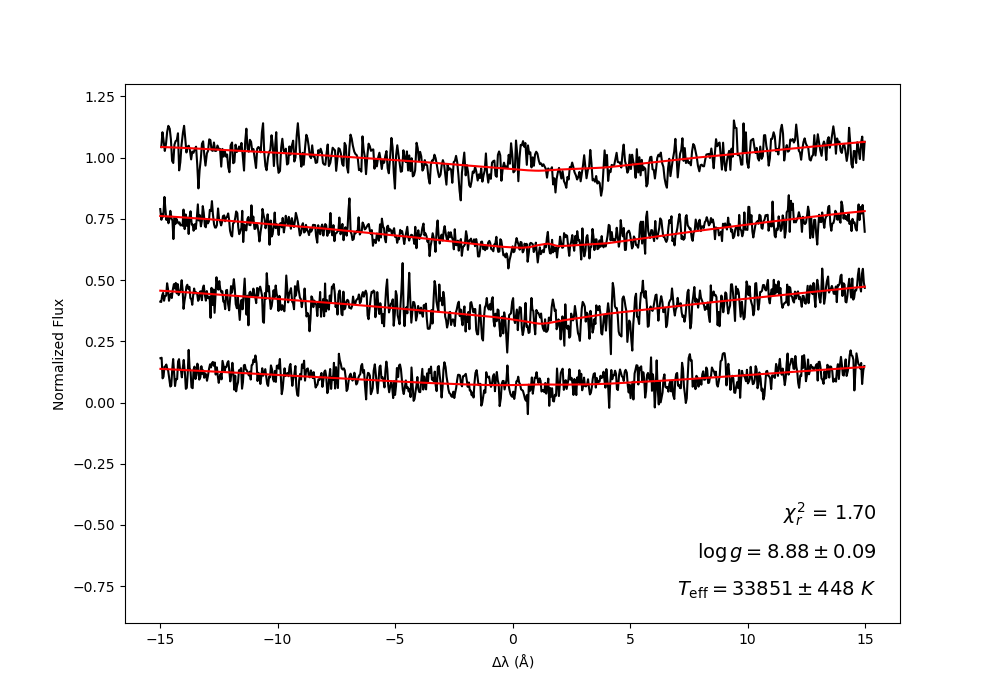 1.25
1.00
0.75
0.50
0.25
0.00
−0.25
−0.50
−0.75
Normalized Flux
χ²ᵣ = 1.70
log g = 8.88 ± 0.09
T_eff = 33851 ± 448 K
−15 −10 −5 0 5 10 15
Δλ (Å)